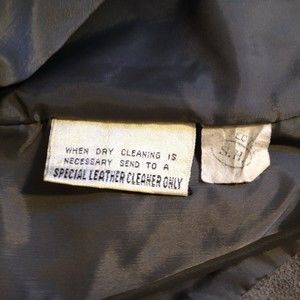 WHEN DRY CLEANING IS
NECESSARY SEND TO A
SPECIAL LEATHER CLEANER ONLY